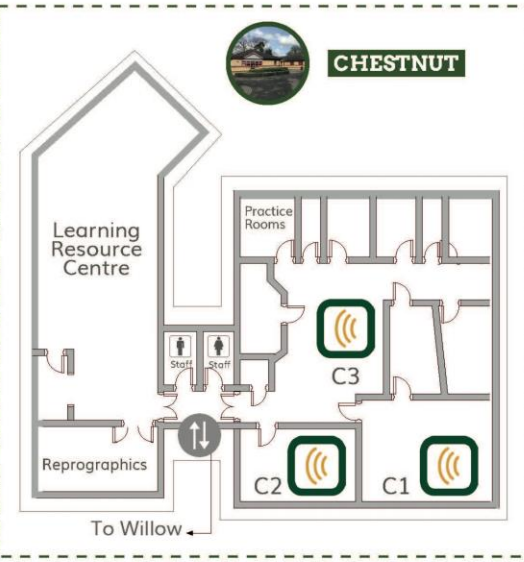 CHESTNUT
Practice
Rooms
Learning
Resource
Centre
Staff
Staff
C3
Reprographics
C2
C1
To Willow